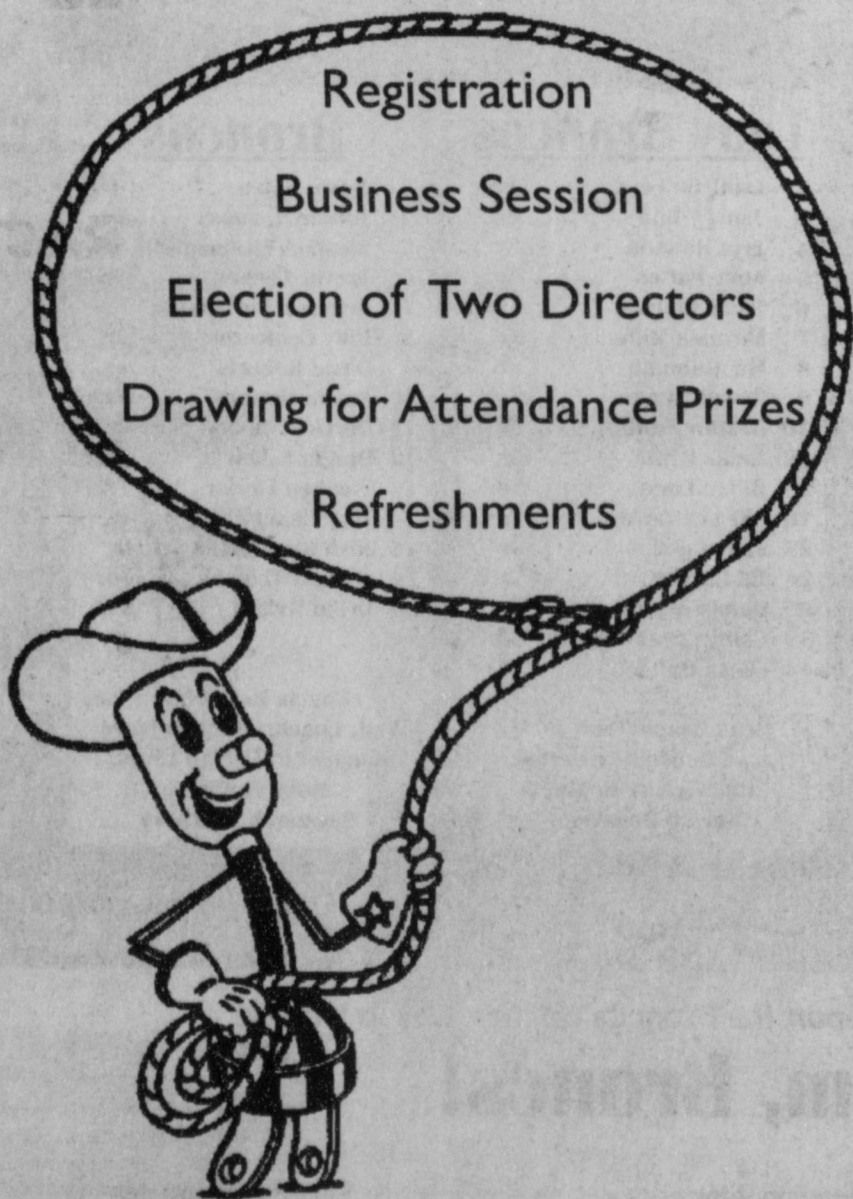 Registration
Business Session
Election of Two Directors
Drawing for Attendance Prizes
Refreshments